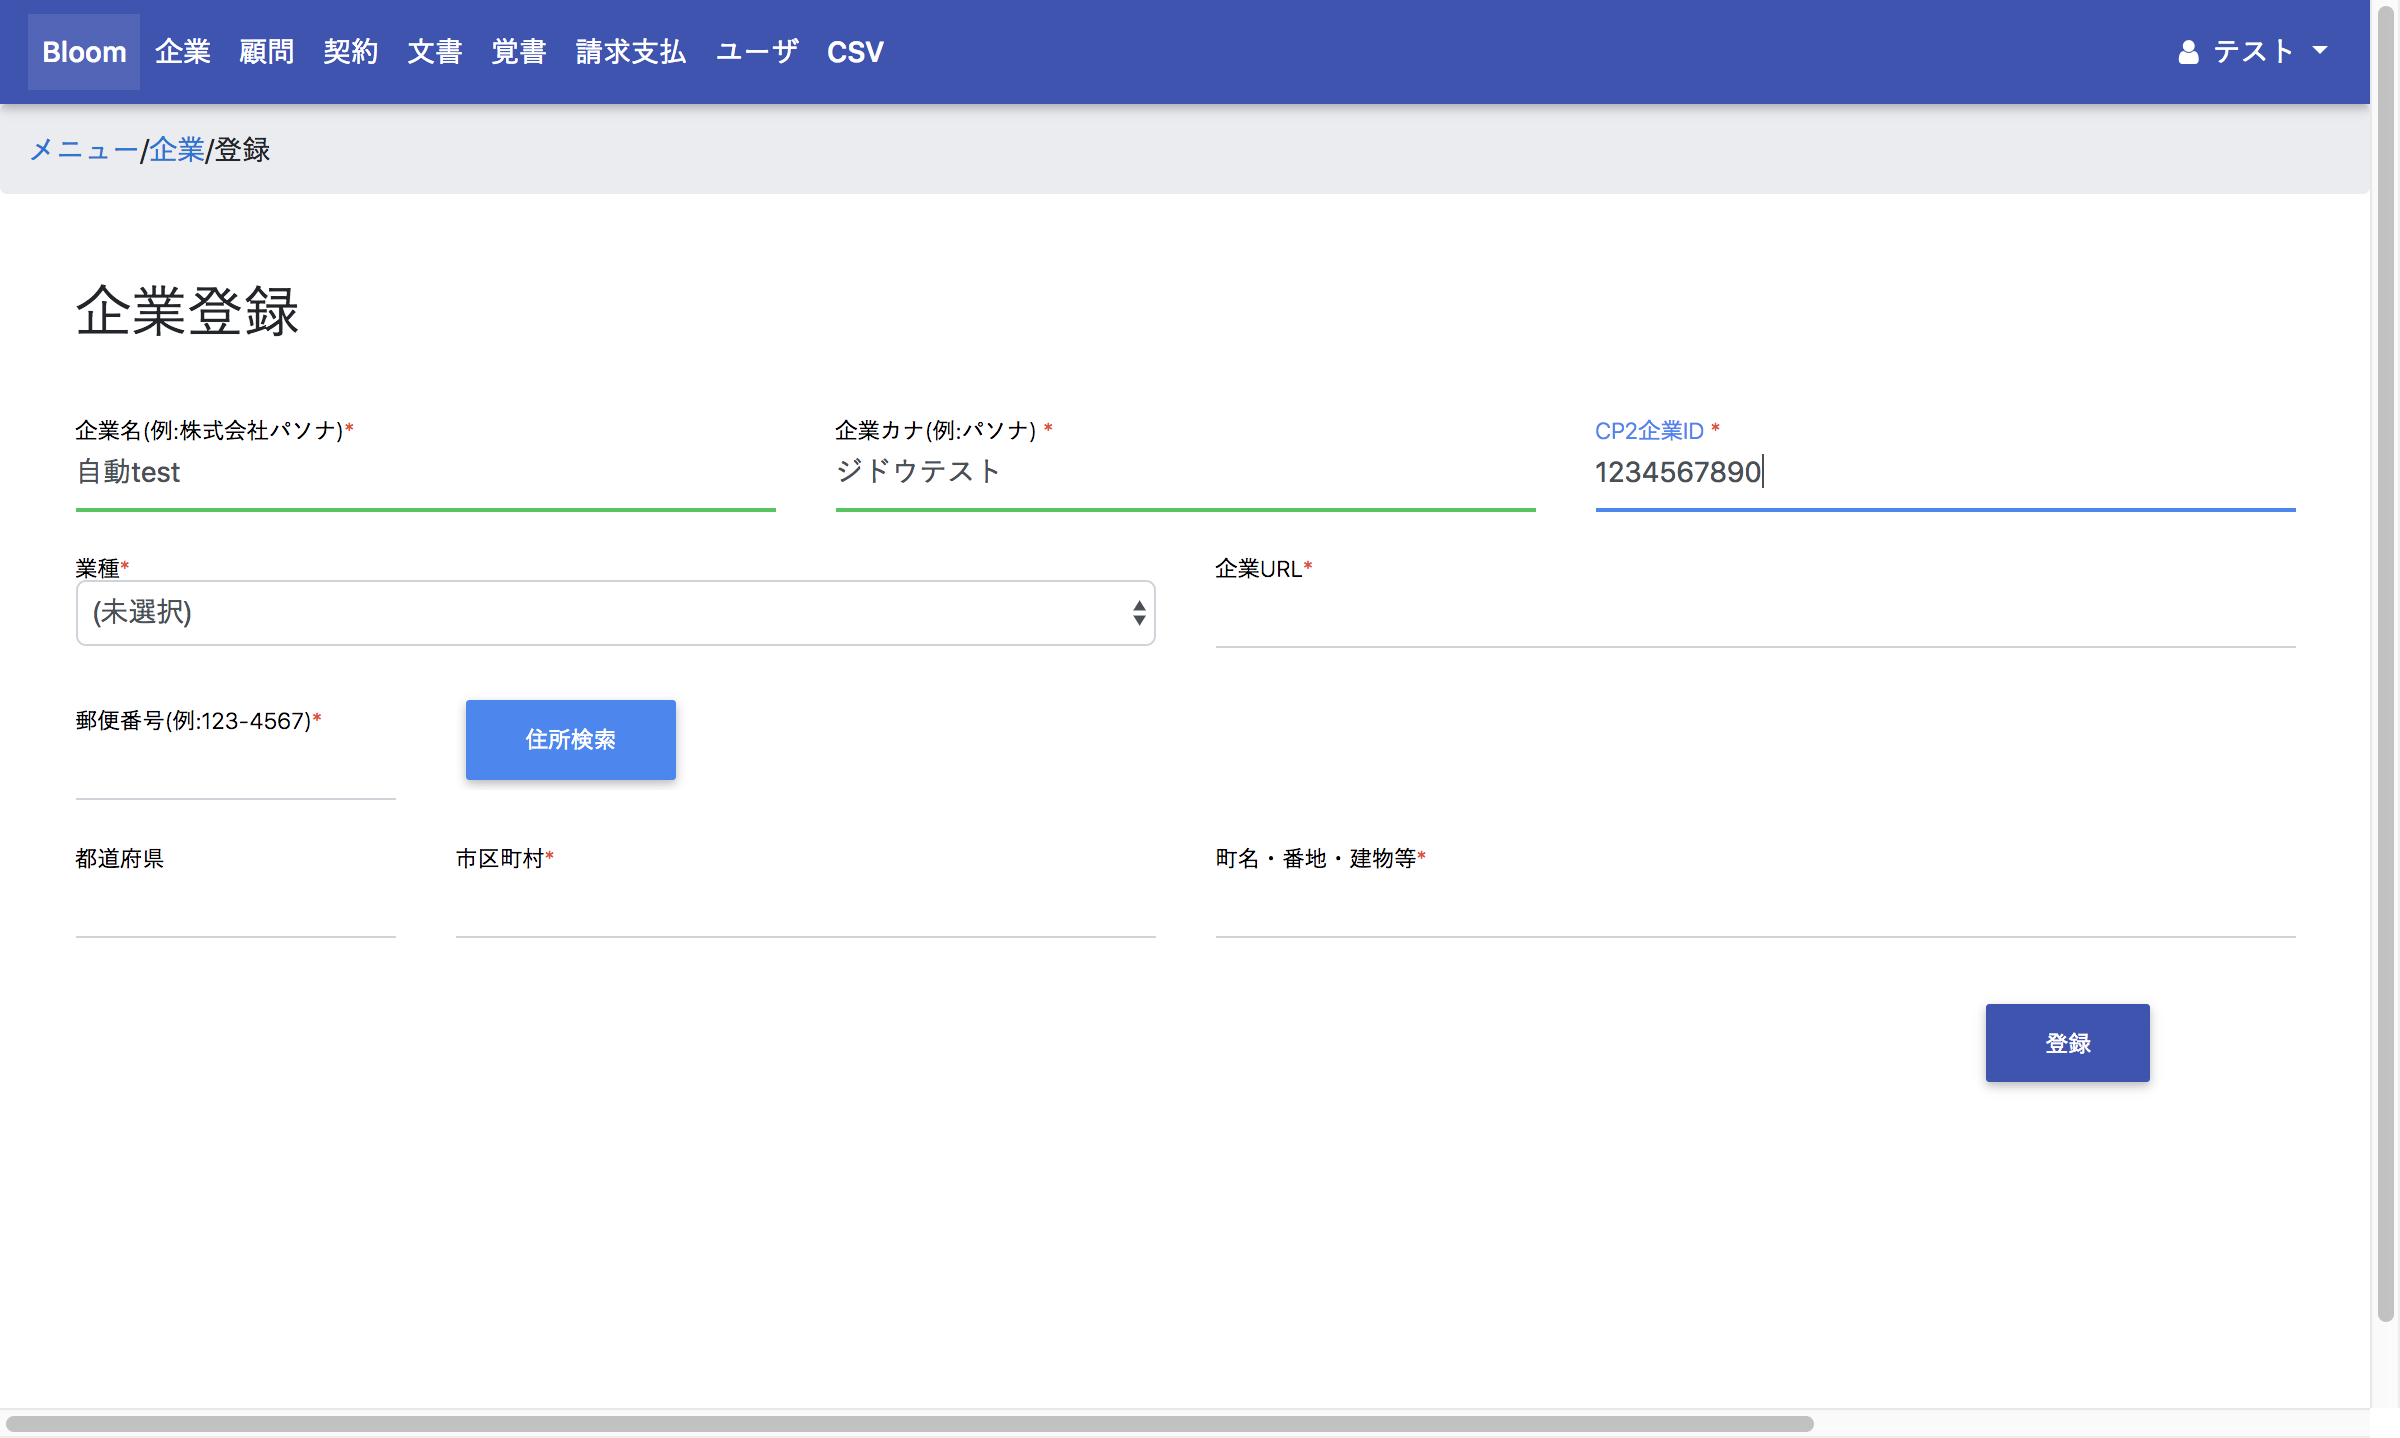 Bloom 企業 顧問 契約 文書 覚書 請求支払 ユーザ CSV テスト
メニュー/企業/登録
企業登録
企業名(例:株式会社パソナ)* 企業カナ(例:パソナ) * CP2企業ID *
自動test ジドウテスト 1234567890
業種* 企業URL*
(未選択)
郵便番号(例:123-4567)* 住所検索
都道府県 市区町村* 町名・番地・建物等*
登録